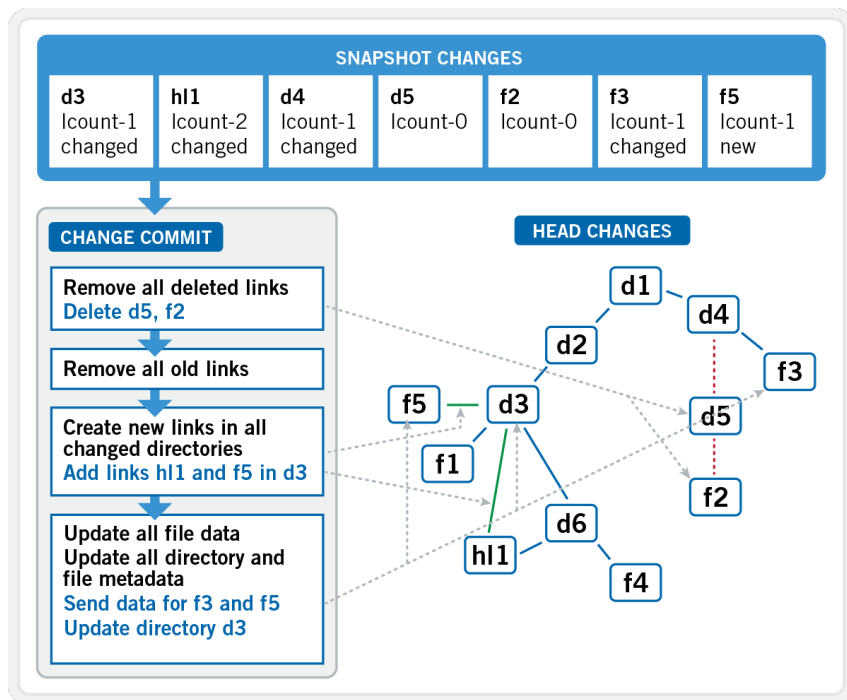 SNAPSHOT CHANGES
d3
lcount-1
changed
hl1
lcount-2
changed
d4
lcount-1
changed
d5
lcount-0
f2
lcount-0
f3
lcount-1
changed
f5
lcount-1
new
CHANGE COMMIT
Remove all deleted links
Delete d5, f2
Remove all old links
Create new links in all
changed directories
Add links hl1 and f5 in d3
Update all file data
Update all directory and
file metadata
Send data for f3 and f5
Update directory d3
HEAD CHANGES
d1
d4
d2
f3
f5
d3
d5
f1
f2
d6
hl1
f4